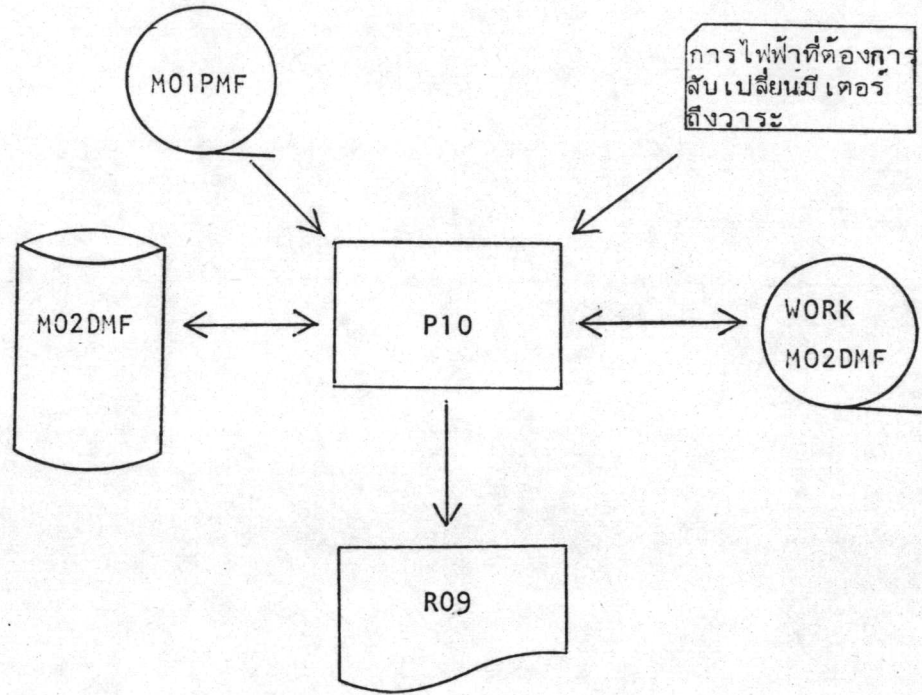 M01PMF
การไฟฟ้าที่ต้องการ
สับเปลี่ยนมีเตอร์
ถึงวาระ
M02DMF
P10
WORK
M02DMF
R09